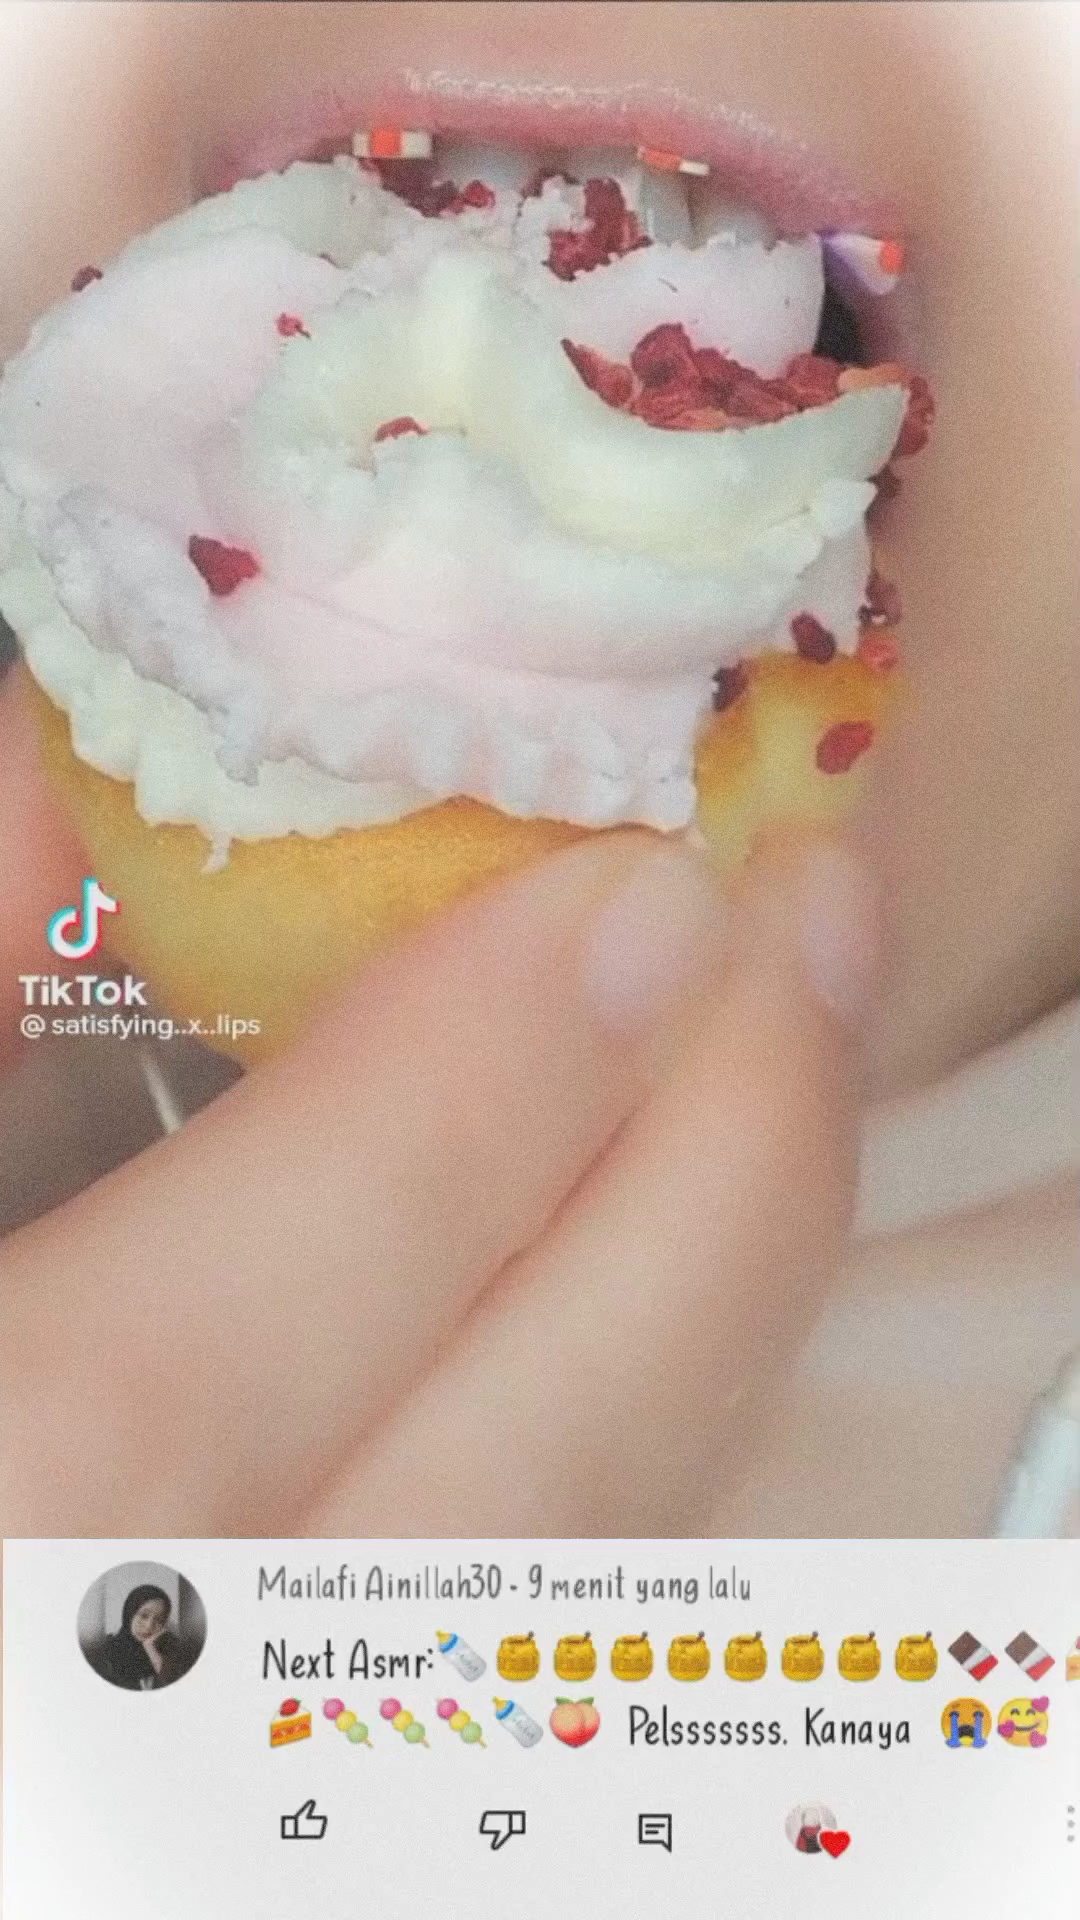 TikTok
@ satisfying..x..lips
Mailafi Ainillah30 - 9 menit yang lalu
Next Asmr:🍼🍯🍯🍯🍯🍯🍯🍯🍯🍫🍫🍰
🍰🍡🍡🍡🍼🍑 Pelsssssss. Kanaya 😭🥰